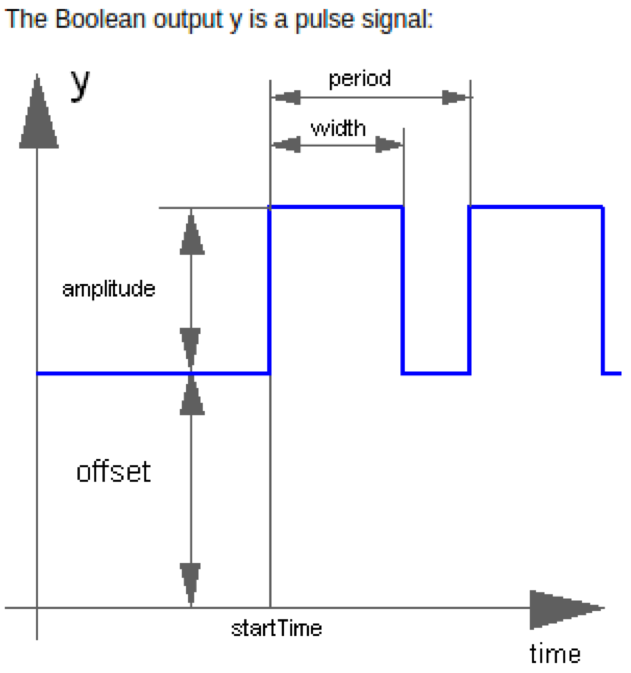 The Boolean output y is a pulse signal:
y
period
width
amplitude
offset
startTime
time